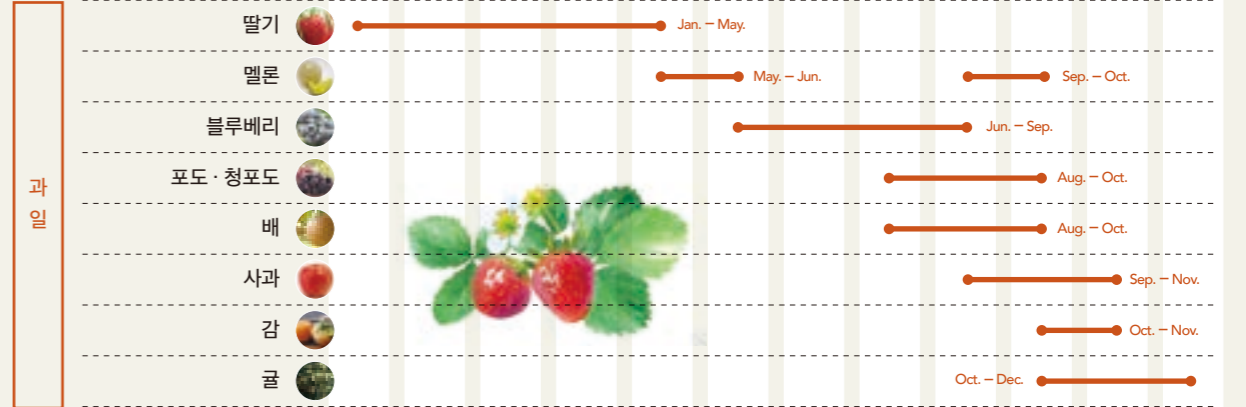 과
일
딸기 Jan. – May.
멜론 May. – Jun. Sep. – Oct.
블루베리 Jun. – Sep.
포도 · 청포도 Aug. – Oct.
배 Aug. – Oct.
사과 Sep. – Nov.
감 Oct. – Nov.
귤 Oct. – Dec.